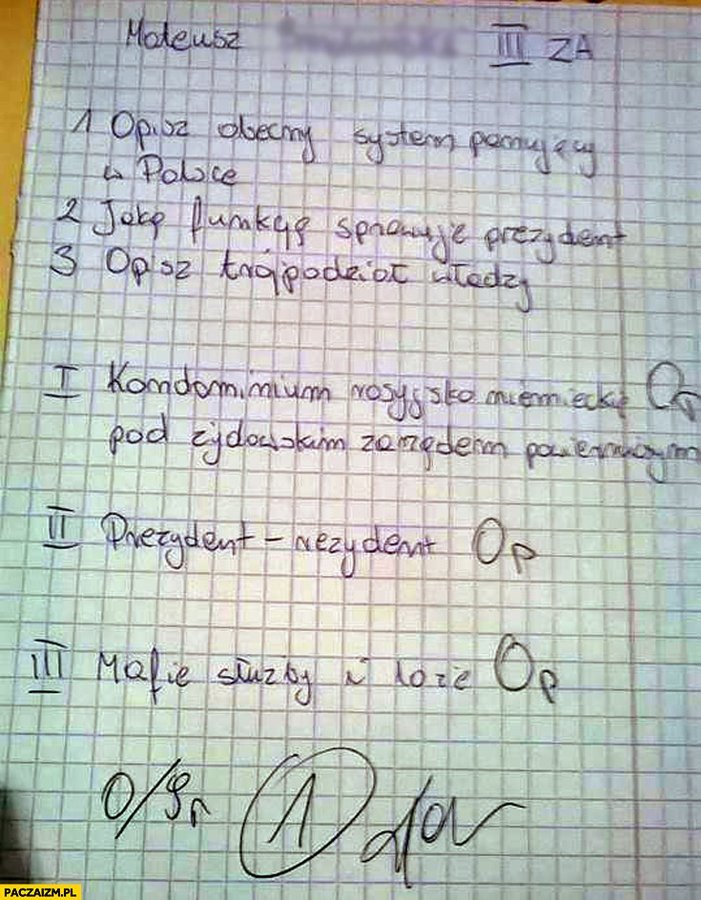 Mateusz III ZA
1 Opisz obecny system panujący
w Polsce
2 Jaką funkcję sprawuje prezydent
3 Opisz trójpodział władzy
I Kondominium rosyjsko niemieckie 0p
pod żydowskim zarządem powierniczym
II Prezydent - rezydent 0p
III Mafie służby i loże 0p
0/9p 1
PACZAIZM.PL